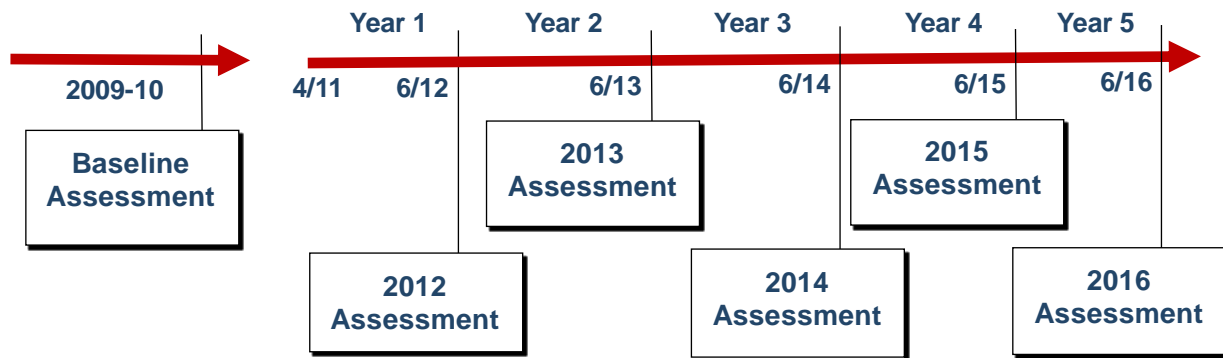 Year 1
Year 2
Year 3
Year 4
Year 5
2009-10
4/11
6/12
6/13
6/14
6/15
6/16
Baseline
Assessment
2013
Assessment
2015
Assessment
2012
Assessment
2014
Assessment
2016
Assessment